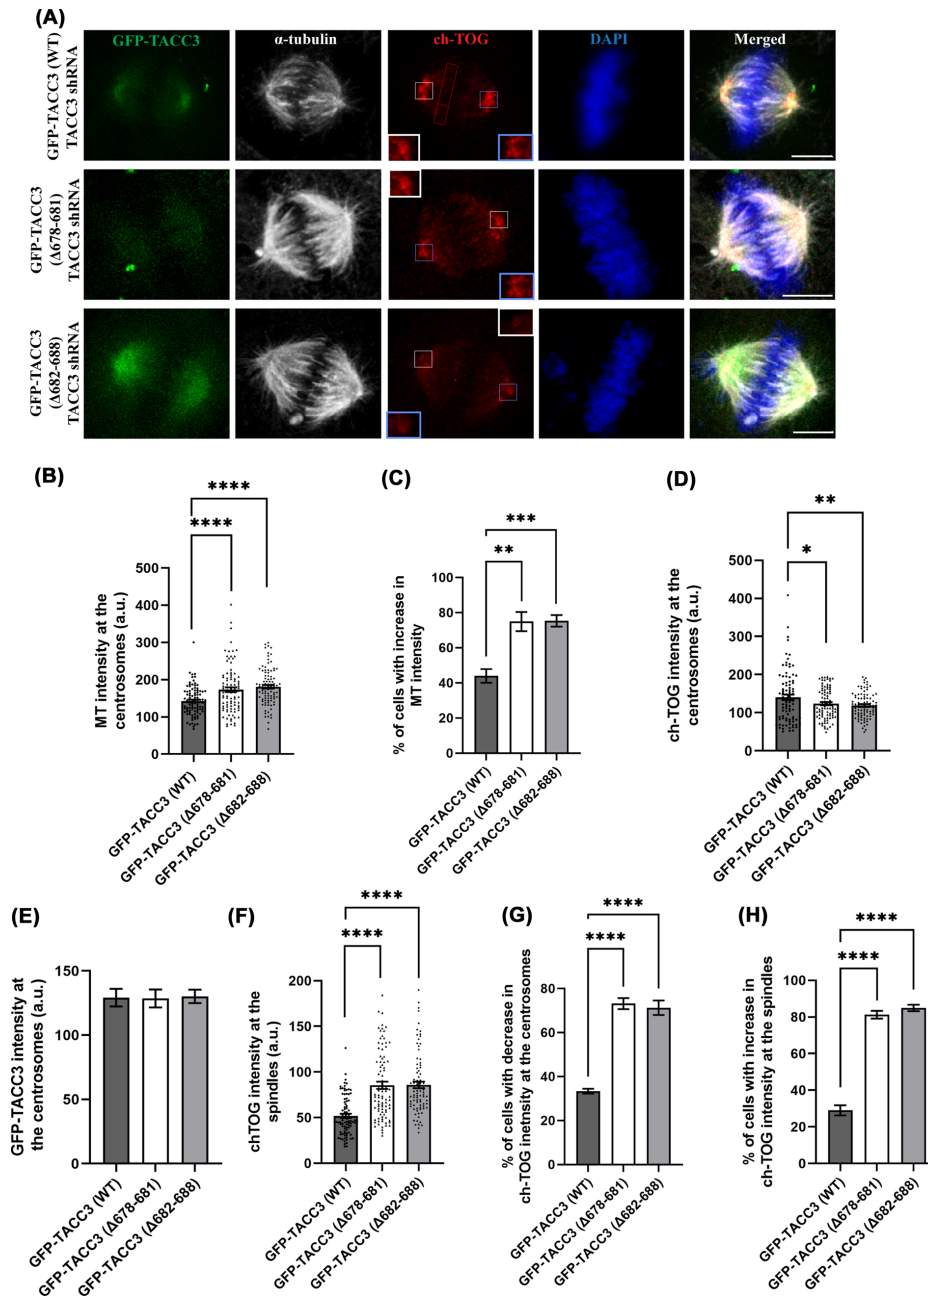 (A)
GFP-TACC3
α-tubulin
ch-TOG
DAPI
Merged
GFP-TACC3 (WT)
TACC3 shRNA
GFP-TACC3
(Δ678-681)
TACC3 shRNA
GFP-TACC3
(Δ682-688)
TACC3 shRNA
(B)
MT intensity at the
centrosomes (a.u.)
500
400
300
200
100
0
****
****
GFP-TACC3 (WT)
GFP-TACC3 (Δ678-681)
GFP-TACC3 (Δ682-688)
(C)
% of cells with increase in
MT intensity
100
80
60
40
20
0
***
**
GFP-TACC3 (WT)
GFP-TACC3 (Δ678-681)
GFP-TACC3 (Δ682-688)
(D)
ch-TOG intensity at the
centrosomes (a.u.)
500
400
300
200
100
0
**
*
GFP-TACC3 (WT)
GFP-TACC3 (Δ678-681)
GFP-TACC3 (Δ682-688)
(E)
GFP-TACC3 intensity at
the centrosomes (a.u.)
150
100
50
0
GFP-TACC3 (WT)
GFP-TACC3 (Δ678-681)
GFP-TACC3 (Δ682-688)
(F)
chTOG intensity at the
spindles (a.u.)
200
150
100
50
0
****
****
GFP-TACC3 (WT)
GFP-TACC3 (Δ678-681)
GFP-TACC3 (Δ682-688)
(G)
% of cells with decrease in
ch-TOG inetnsity at the centrosomes
80
60
40
20
0
****
****
GFP-TACC3 (WT)
GFP-TACC3 (Δ678-681)
GFP-TACC3 (Δ682-688)
(H)
% of cells with increase in
ch-TOG intensity at the spindles
100
80
60
40
20
0
****
****
GFP-TACC3 (WT)
GFP-TACC3 (Δ678-681)
GFP-TACC3 (Δ682-688)